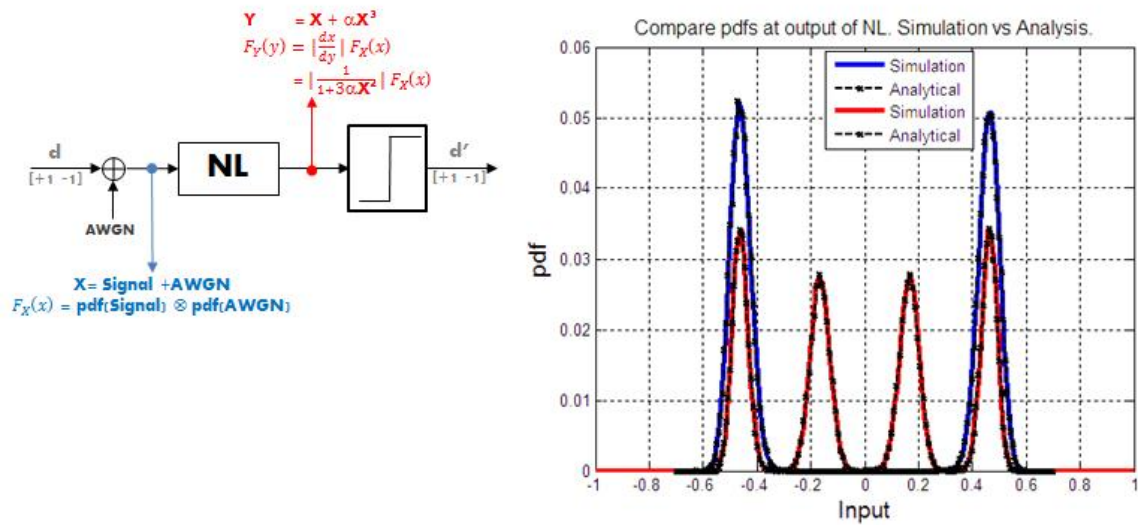 Y = X + αX³
F_Y(y) = |dx/dy| F_X(x)
= |1/(1+3αX²)| F_X(x)
d
[+1 -1]
NL
d′
[+1 -1]
AWGN
X= Signal +AWGN
F_X(x) = pdf(Signal) ⊗ pdf(AWGN)
Compare pdfs at output of NL. Simulation vs Analysis.
Simulation
Analytical
Simulation
Analytical
pdf
0.06
0.05
0.04
0.03
0.02
0.01
0
-1 -0.8 -0.6 -0.4 -0.2 0 0.2 0.4 0.6 0.8 1
Input